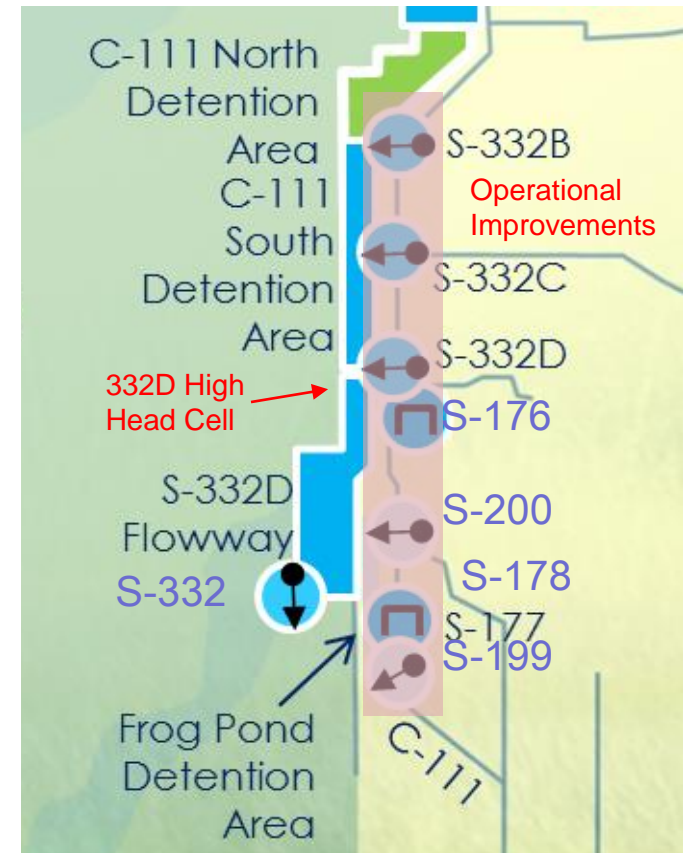 C-111 North
Detention
Area
S-332B
C-111
South
Detention
Area
Operational
Improvements
S-332C
S-332D
332D High
Head Cell
S-176
S-332D
Flowway
S-200
S-332
S-178
S-177
S-199
Frog Pond
Detention
Area
C-111